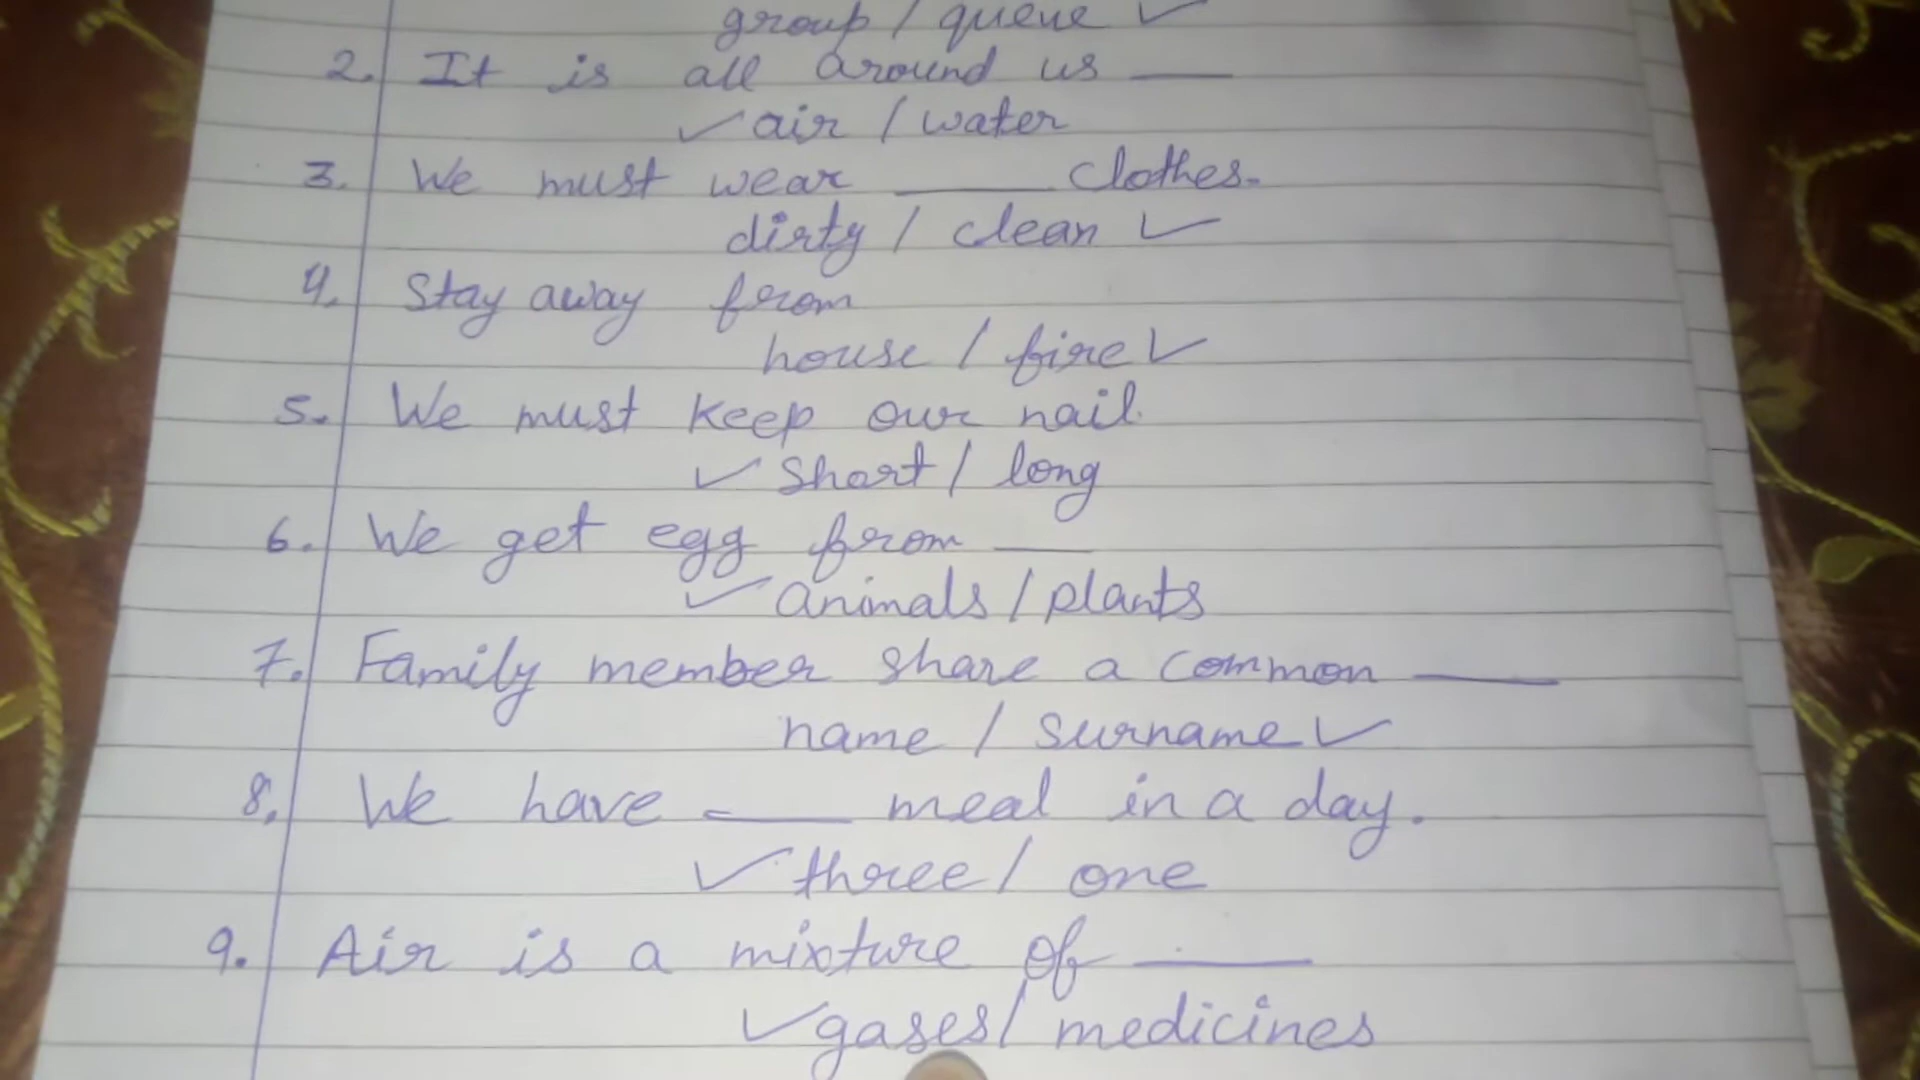 group / queue ✓
2. It is all around us ___
✓ air / water
3. We must wear ___ clothes.
dirty / clean ✓
4. Stay away from
house / fire ✓
5. We must keep our nail
✓ Short / long
6. We get egg from ___
✓ animals / plants
7. Family member share a common ___
name / surname ✓
8. We have ___ meal in a day.
✓ three / one
9. Air is a mixture of ___
✓ gases / medicines